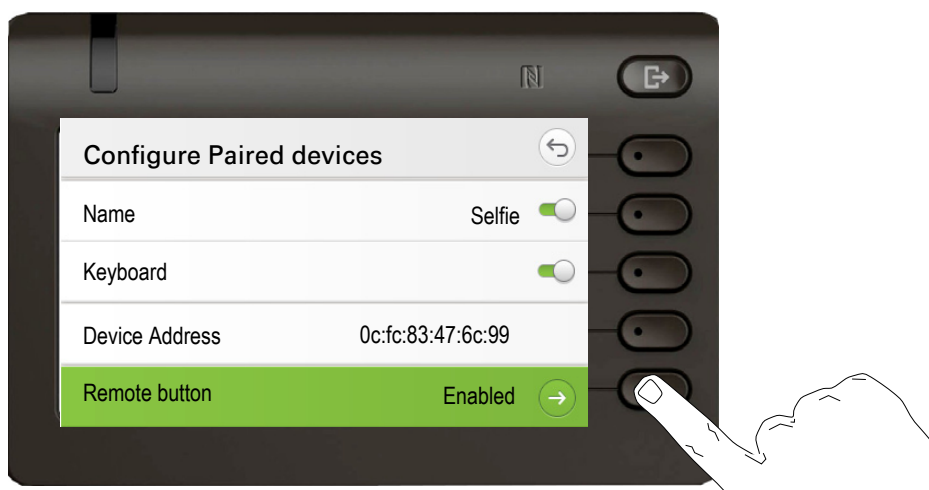 Configure Paired devices
Name Selfie
Keyboard
Device Address 0c:fc:83:47:6c:99
Remote button Enabled